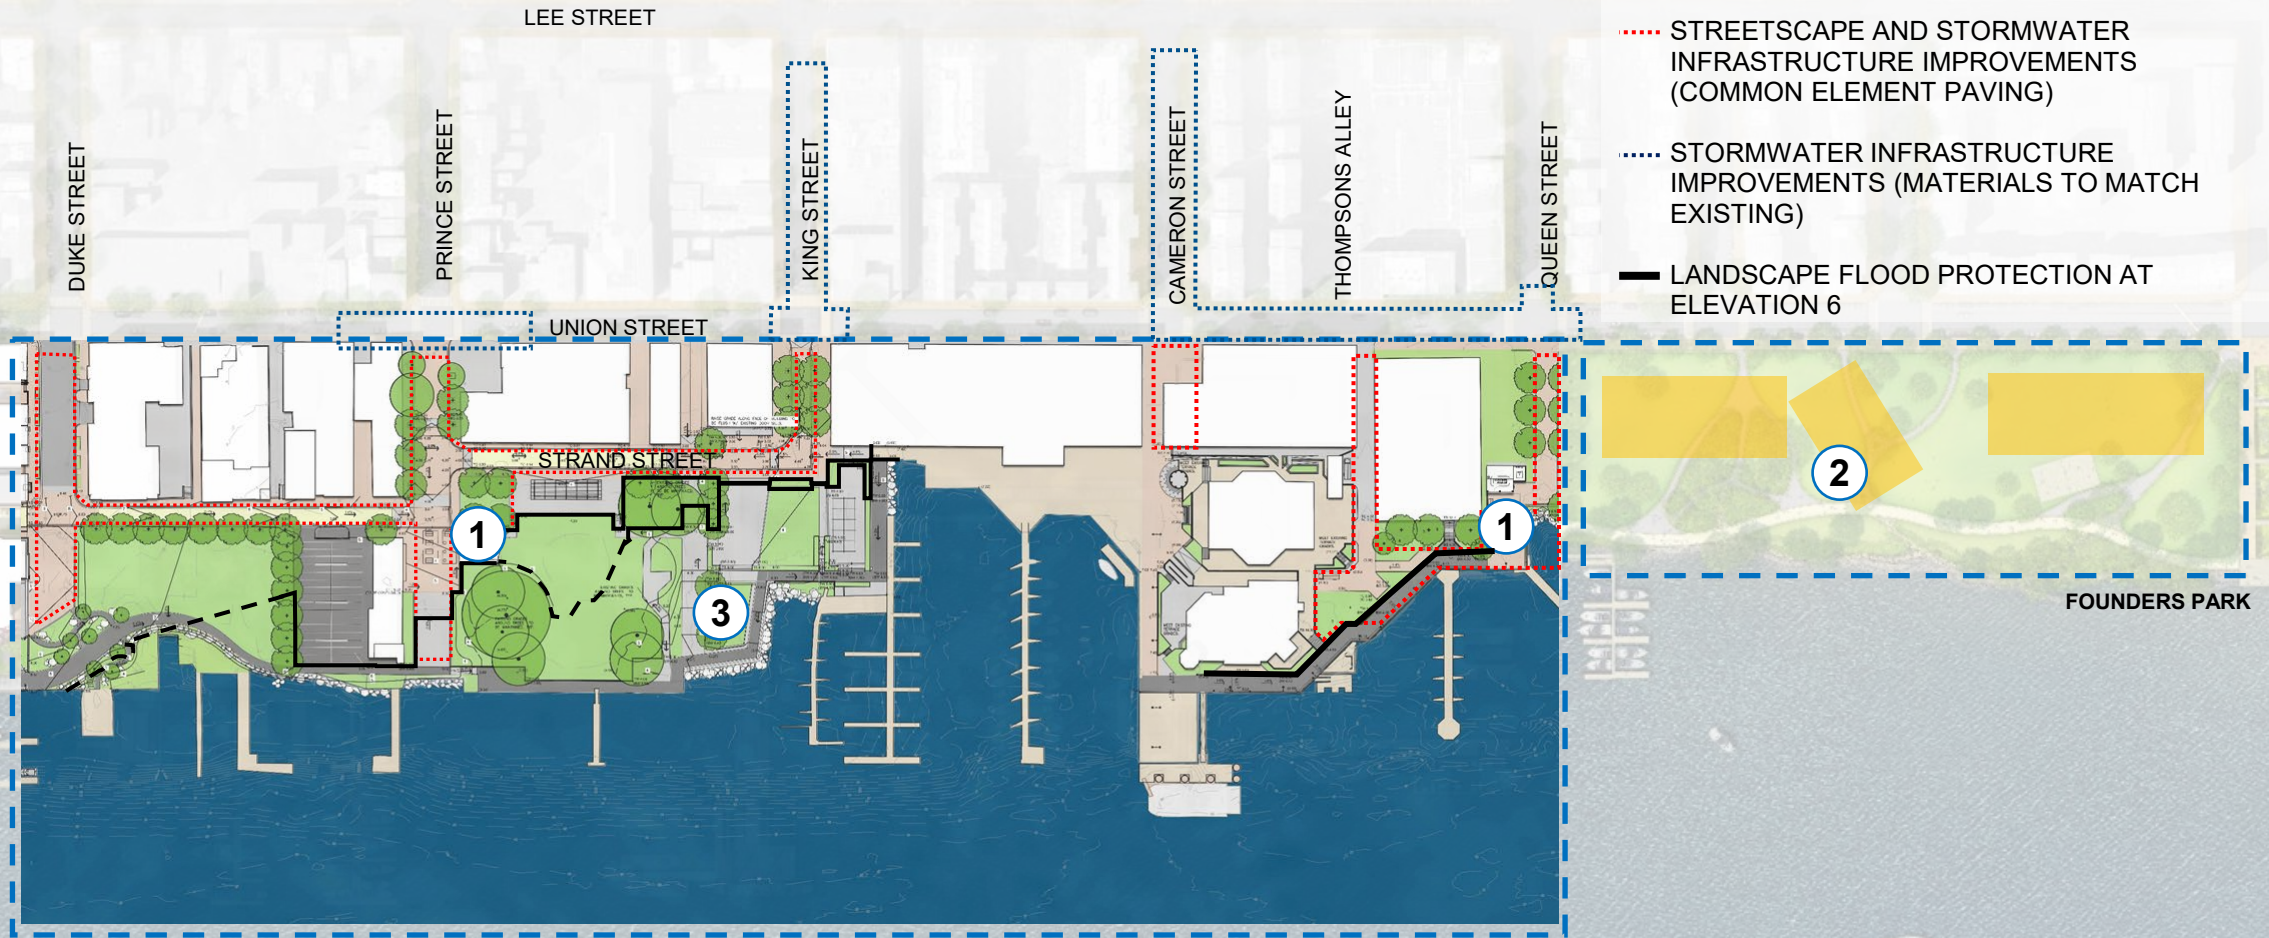 LEE STREET
STREETSCAPE AND STORMWATER
INFRASTRUCTURE IMPROVEMENTS
(COMMON ELEMENT PAVING)
STORMWATER INFRASTRUCTURE
IMPROVEMENTS (MATERIALS TO MATCH
EXISTING)
LANDSCAPE FLOOD PROTECTION AT
ELEVATION 6
DUKE STREET
PRINCE STREET
KING STREET
CAMERON STREET
THOMPSONS ALLEY
QUEEN STREET
UNION STREET
STRAND STREET
1
2
1
3
FOUNDERS PARK